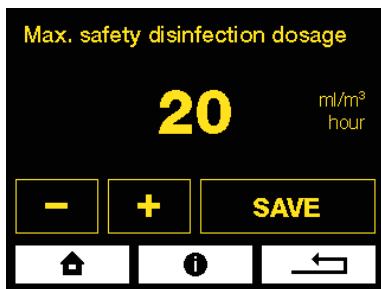 Max. safety disinfection dosage
20
ml/m³
hour
− +
SAVE